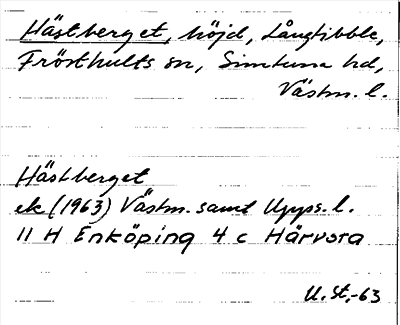 Hästberget, höjd, Långtibble,
Frösthults sn, Simtuna hd,
Västm. l.
Hästberget
ek (1963) Västm. samt Upps. l.
11 H Enköping 4 c Härvsta
U. St. -63